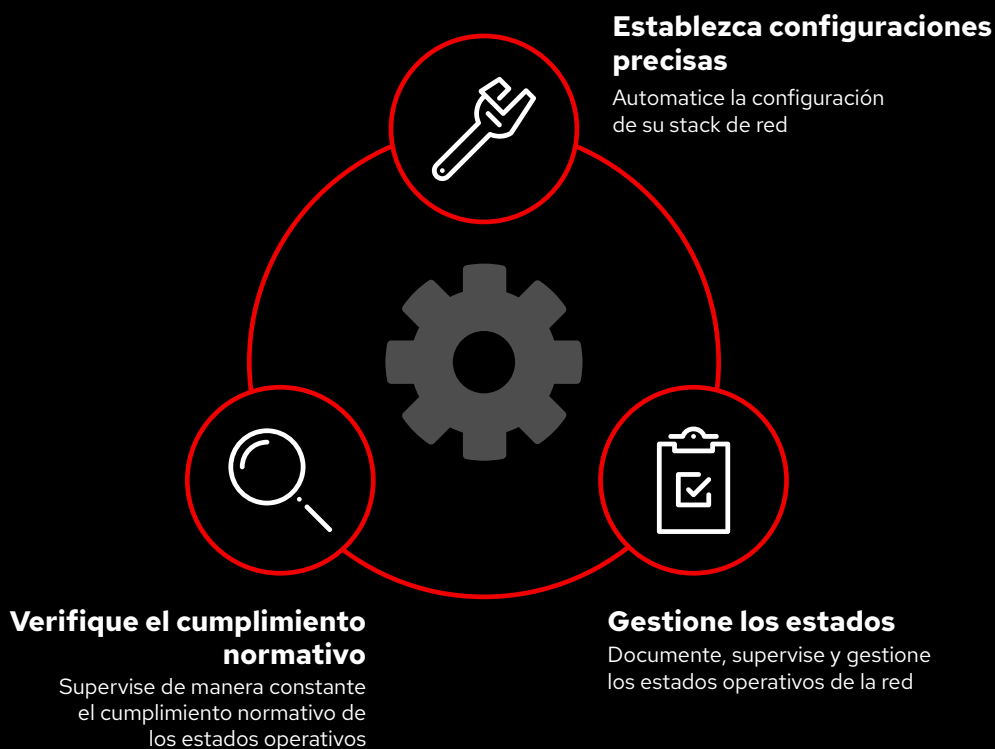 Establezca configuraciones
precisas
Automatice la configuración
de su stack de red
Verifique el cumplimiento
normativo
Supervise de manera constante
el cumplimiento normativo de
los estados operativos
Gestione los estados
Documente, supervise y gestione
los estados operativos de la red